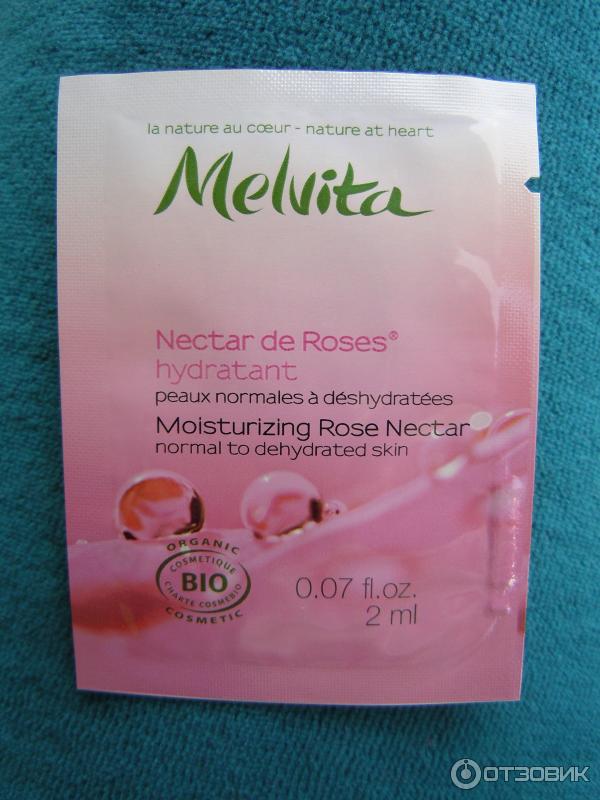 la nature au cœur - nature at heart
Melvita
Nectar de Roses®
hydratant
peaux normales à déshydratées
Moisturizing Rose Nectar
normal to dehydrated skin
ORGANIC
COSMETIQUE
BIO
CHARTE COSMEBIO
COSMETIC
0.07 fl.oz.
2 ml
ОТЗОВИК